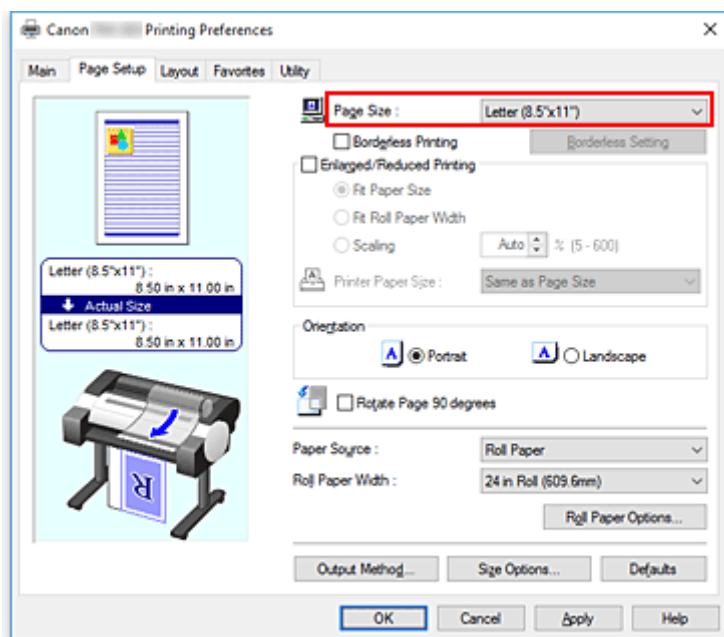 Canon Printing Preferences
Main Page Setup Layout Favorites Utility
Page Size : Letter (8.5"x11")
Borderless Printing Borderless Setting
Enlarged/Reduced Printing
Fit Paper Size
Fit Roll Paper Width
Scaling Auto % (5 - 600)
Printer Paper Size : Same as Page Size
Letter (8.5"x11") :
8.50 in x 11.00 in
Actual Size
Letter (8.5"x11") :
8.50 in x 11.00 in
Orientation
A Portrait A Landscape
Rotate Page 90 degrees
Paper Source : Roll Paper
Roll Paper Width : 24 in Roll (609.6mm)
Roll Paper Options...
R
Output Method... Size Options... Defaults
OK Cancel Apply Help